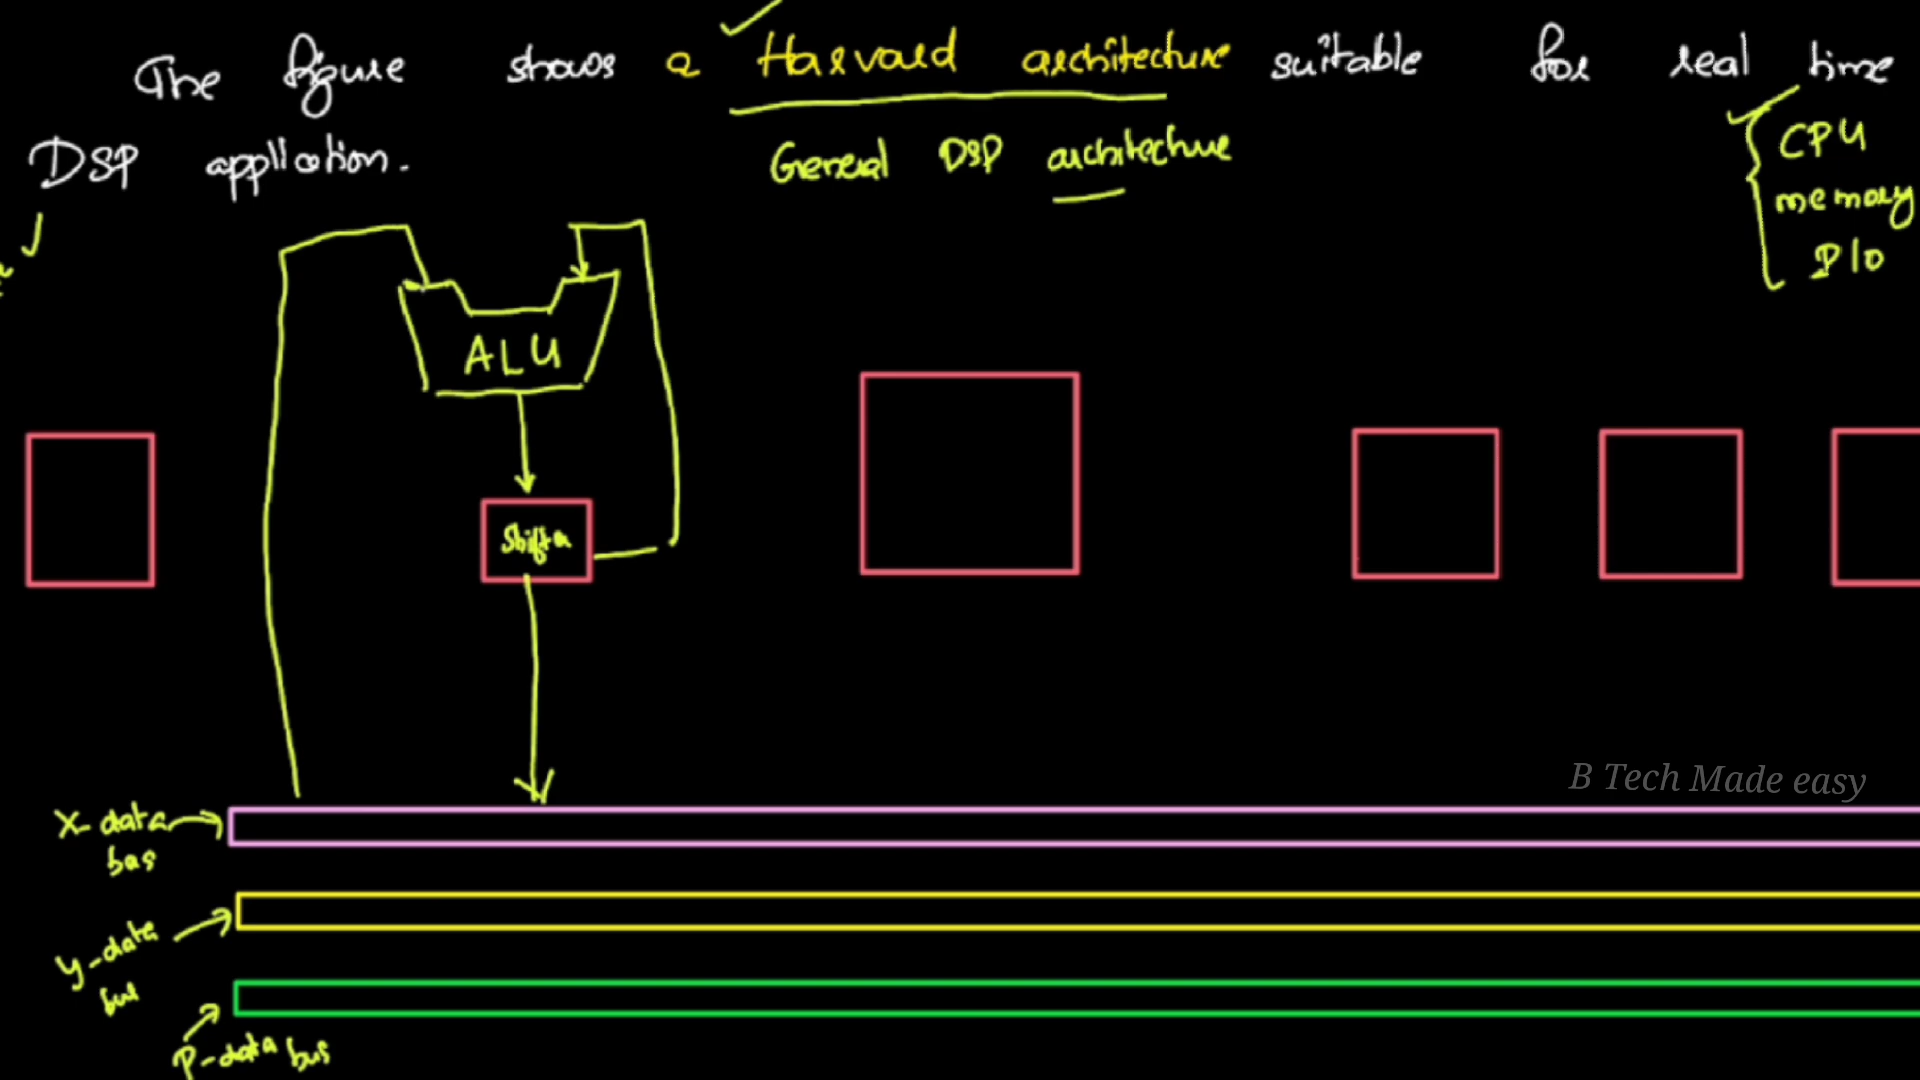 The figure shows a Harvard architecture suitable for real time
DSP application.
General DSP architecture
CPU
memory
I/O
ALU
Shifter
B Tech Made easy
X-data
bus
y-data
bus
P-data bus